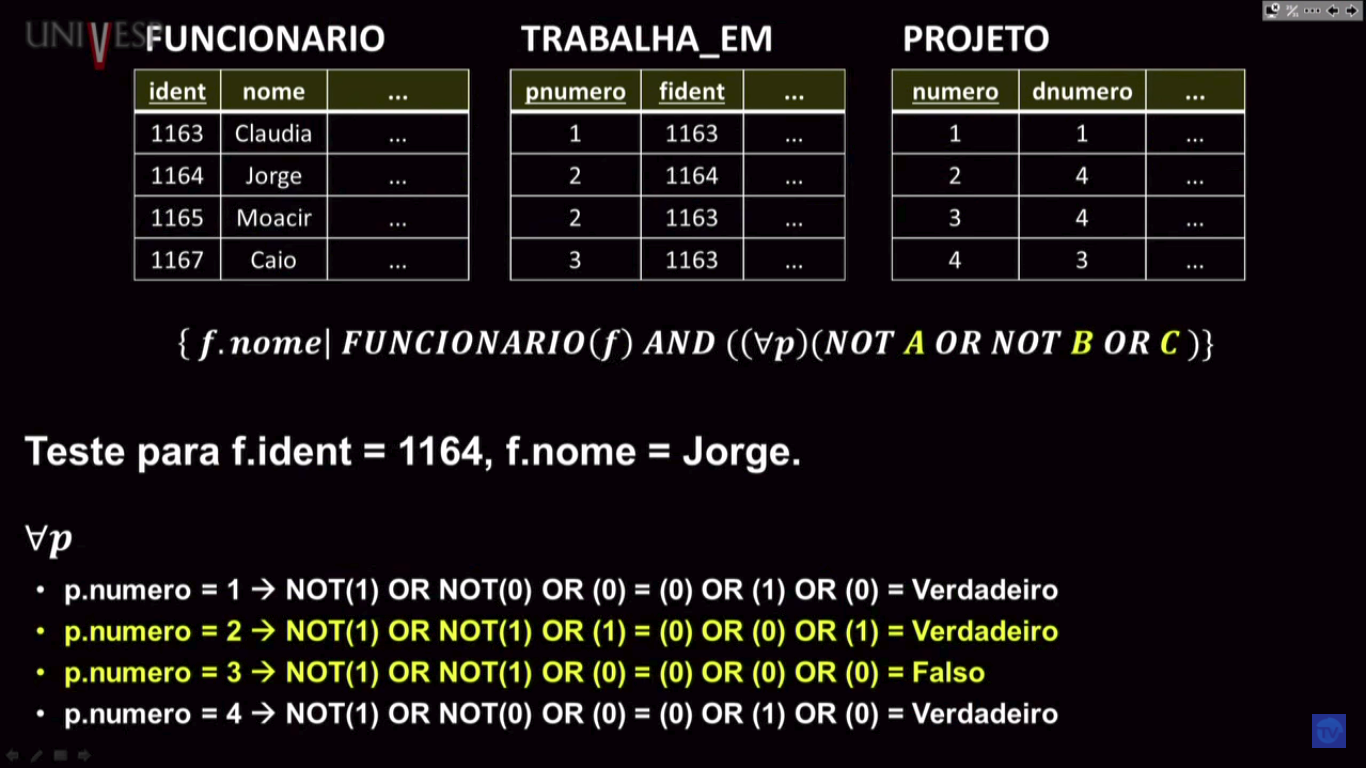 UNIVESP
FUNCIONARIO TRABALHA_EM PROJETO
ident nome ... pnumero fident ... numero dnumero ...
1163 Claudia ... 1 1163 ... 1 1 ...
1164 Jorge ... 2 1164 ... 2 4 ...
1165 Moacir ... 2 1163 ... 3 4 ...
1167 Caio ... 3 1163 ... 4 3 ...
{ f.nome| FUNCIONARIO(f) AND ((∀p)(NOT A OR NOT B OR C )}
Teste para f.ident = 1164, f.nome = Jorge.
∀p
• p.numero = 1 → NOT(1) OR NOT(0) OR (0) = (0) OR (1) OR (0) = Verdadeiro
• p.numero = 2 → NOT(1) OR NOT(1) OR (1) = (0) OR (0) OR (1) = Verdadeiro
• p.numero = 3 → NOT(1) OR NOT(1) OR (0) = (0) OR (0) OR (0) = Falso
• p.numero = 4 → NOT(1) OR NOT(0) OR (0) = (0) OR (1) OR (0) = Verdadeiro
TV